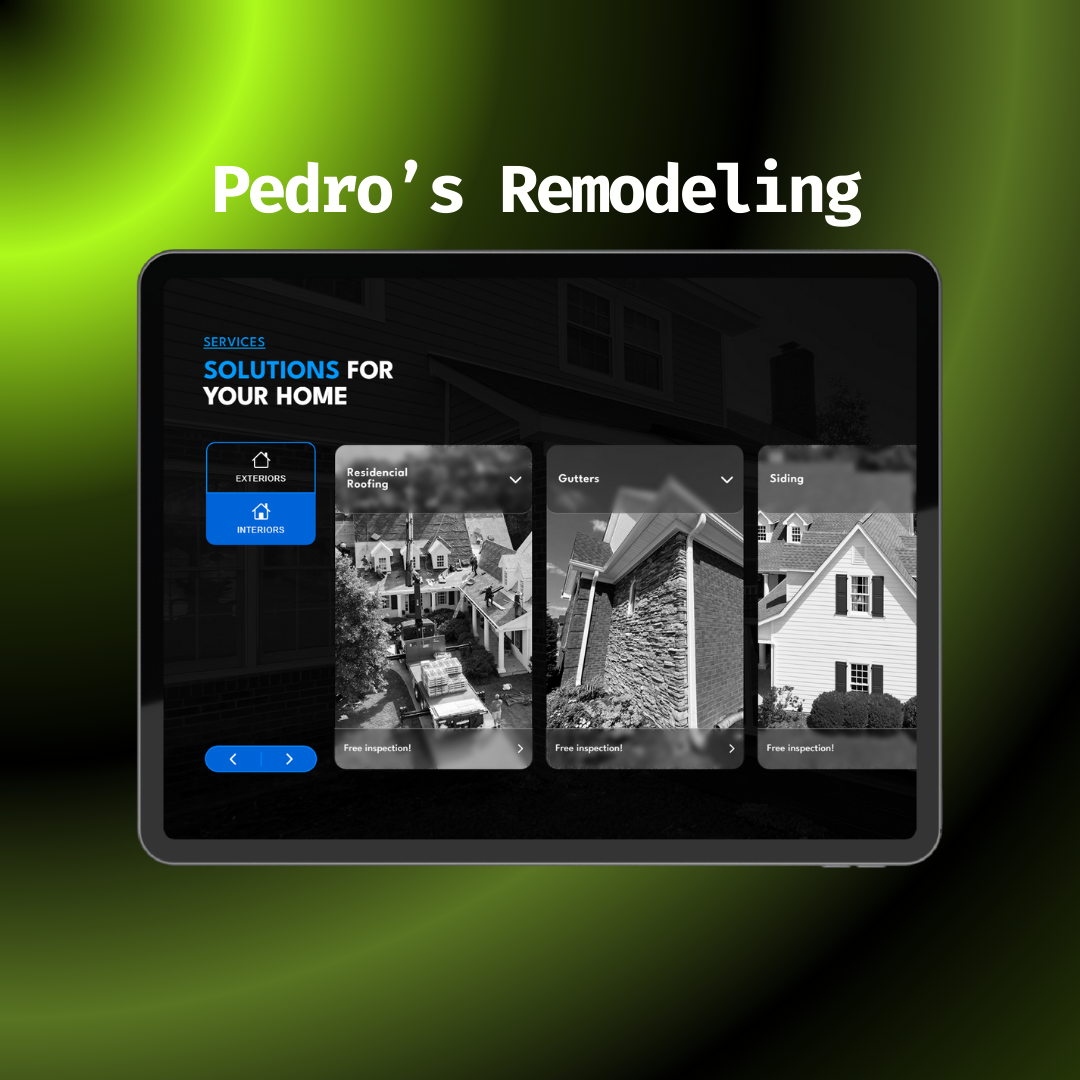 Pedro’s Remodeling
SERVICES
SOLUTIONS FOR
YOUR HOME
EXTERIORS
INTERIORS
Residencial
Roofing
Gutters
Siding
Free inspection!
Free inspection!
Free inspection!